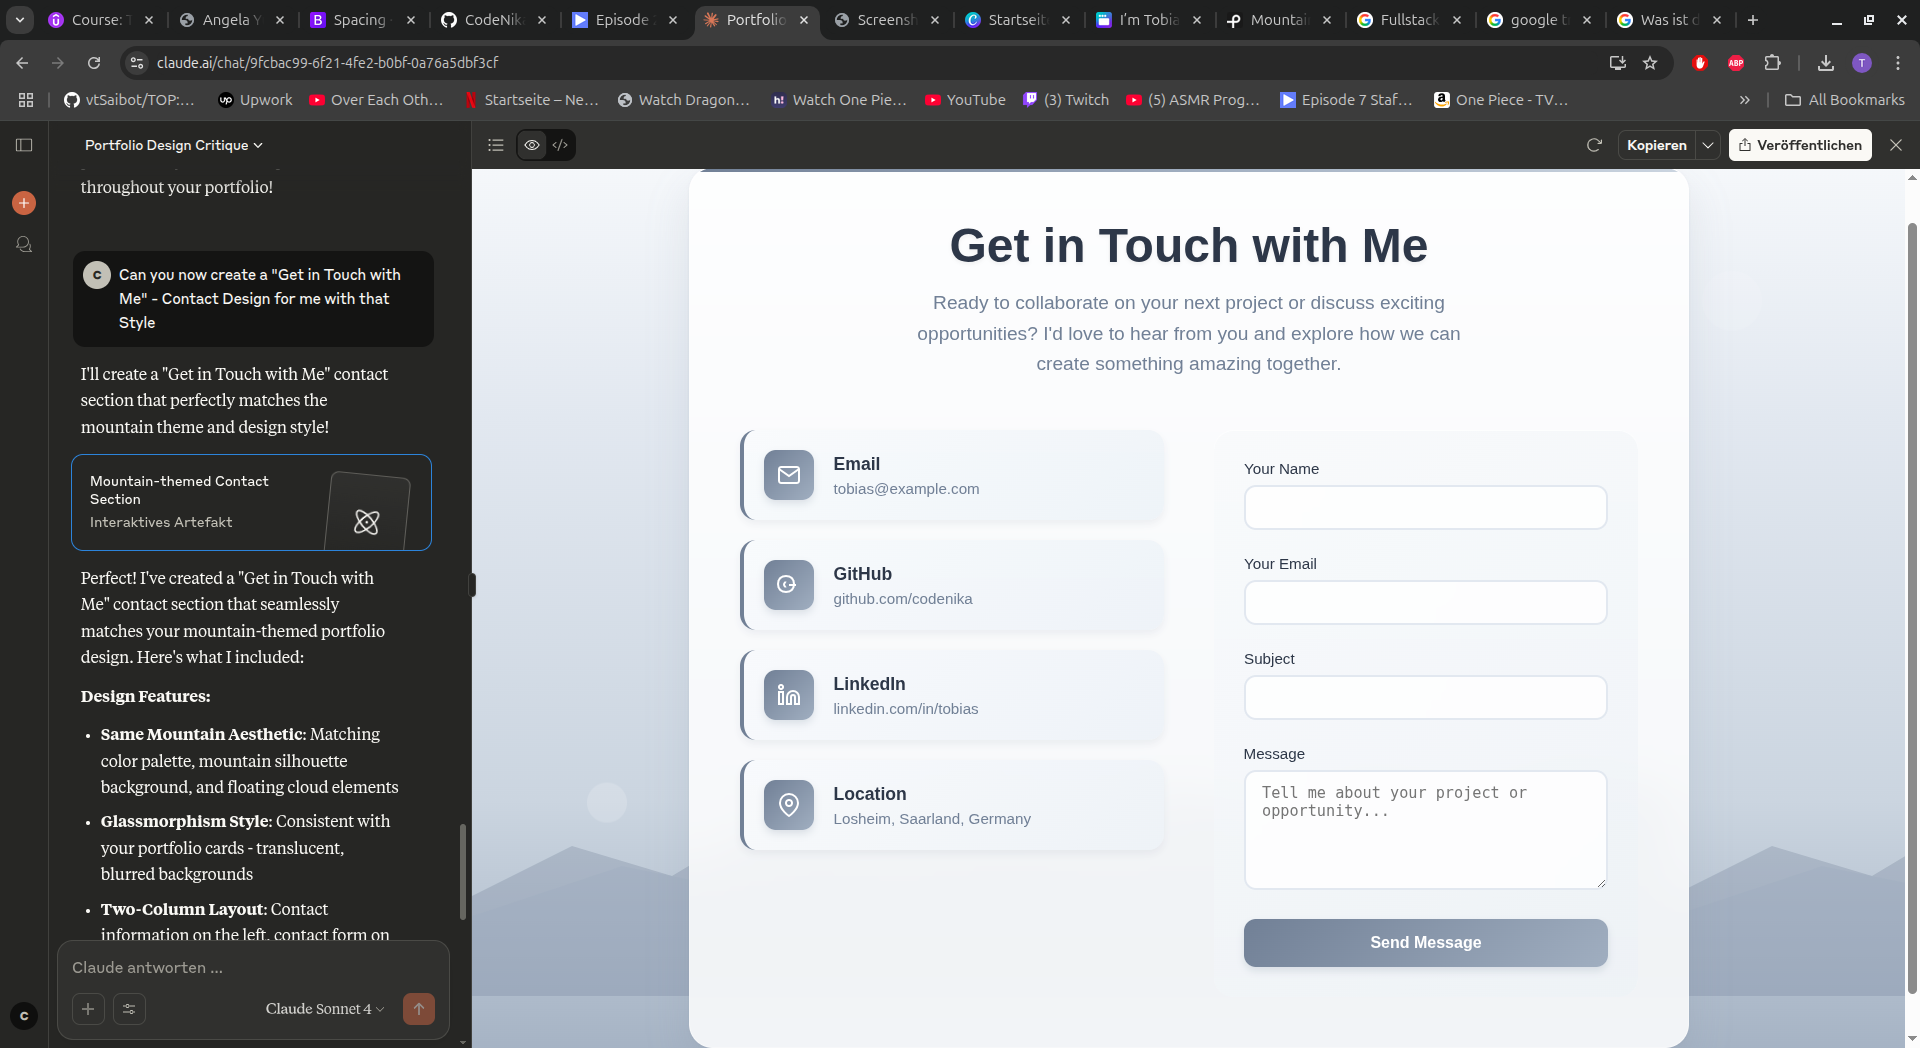 Course: T
Angela Y
Spacing
CodeNika
Episode
Portfolio
Screensh
Startseite
I'm Tobia
Mountain
Fullstack
google t
Was ist d
claude.ai/chat/9fcbac99-6f21-4fe2-b0bf-0a76a5dbf3cf
ABP
T
vtSaibot/TOP:...
Upwork
Over Each Oth...
Startseite – Ne...
Watch Dragon...
Watch One Pie...
YouTube
(3) Twitch
(5) ASMR Prog...
Episode 7 Staf...
One Piece - TV...
All Bookmarks
Portfolio Design Critique
Kopieren
Veröffentlichen
throughout your portfolio!
C
Can you now create a "Get in Touch with
Me" - Contact Design for me with that
Style
I'll create a "Get in Touch with Me" contact
section that perfectly matches the
mountain theme and design style!
Mountain-themed Contact
Section
Interaktives Artefakt
Perfect! I've created a "Get in Touch with
Me" contact section that seamlessly
matches your mountain-themed portfolio
design. Here's what I included:
Design Features:
• Same Mountain Aesthetic: Matching
color palette, mountain silhouette
background, and floating cloud elements
• Glassmorphism Style: Consistent with
your portfolio cards - translucent,
blurred backgrounds
• Two-Column Layout: Contact
information on the left, contact form on
Claude antworten ...
Claude Sonnet 4
C
Get in Touch with Me
Ready to collaborate on your next project or discuss exciting
opportunities? I'd love to hear from you and explore how we can
create something amazing together.
Email
tobias@example.com
GitHub
github.com/codenika
LinkedIn
linkedin.com/in/tobias
Location
Losheim, Saarland, Germany
Your Name
Your Email
Subject
Message
Tell me about your project or
opportunity...
Send Message